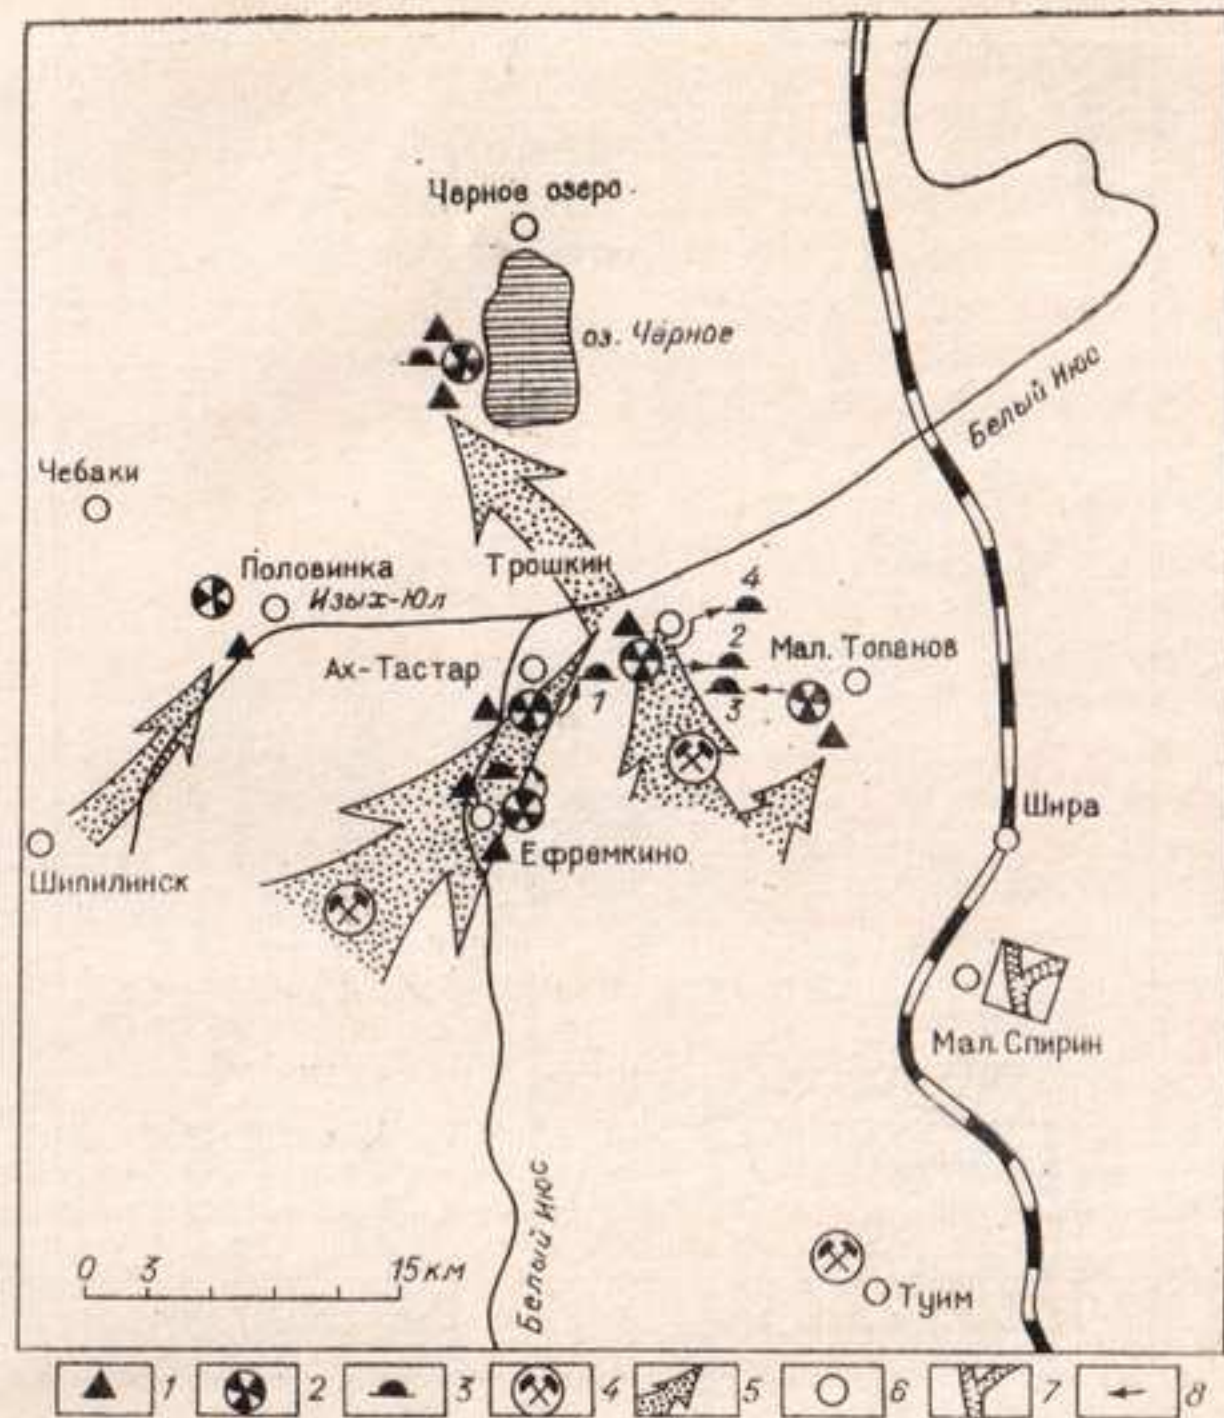 Чёрное озеро
оз. Чёрное
Белый Июс
Чебаки
Половинка
Изых-Юл
Трошкин
4
2
Мал. Топанов
Ах-Тастар
1
3
Шира
Ефремкино
Шипилинск
Мал. Спирин
Белый Июс
0 3 15 км
Туим
1 2 3 4 5 6 7 8